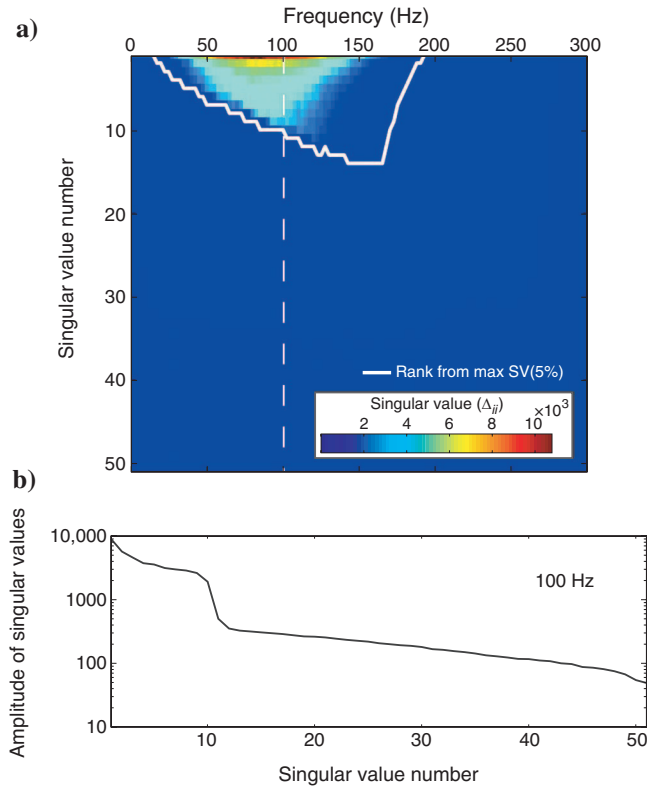 a)
Frequency (Hz)
0 50 100 150 200 250 300
Singular value number
10
20
30
40
50
Rank from max SV(5%)
Singular value (Δii) ×10³
2 4 6 8 10
b)
Amplitude of singular values
10,000
1000
100
10
100 Hz
10 20 30 40 50
Singular value number